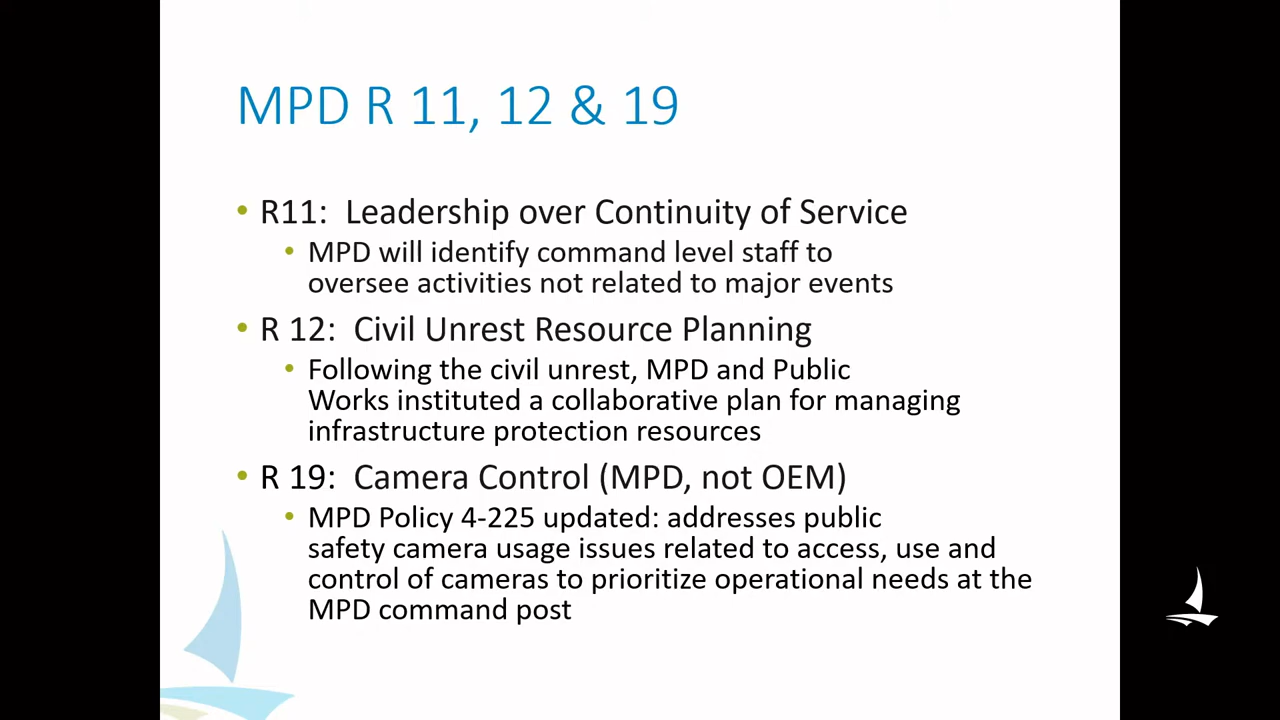 MPD R 11, 12 & 19
• R11:  Leadership over Continuity of Service
• MPD will identify command level staff to
oversee activities not related to major events
• R 12:  Civil Unrest Resource Planning
• Following the civil unrest, MPD and Public
Works instituted a collaborative plan for managing
infrastructure protection resources
• R 19:  Camera Control (MPD, not OEM)
• MPD Policy 4-225 updated: addresses public
safety camera usage issues related to access, use and
control of cameras to prioritize operational needs at the
MPD command post